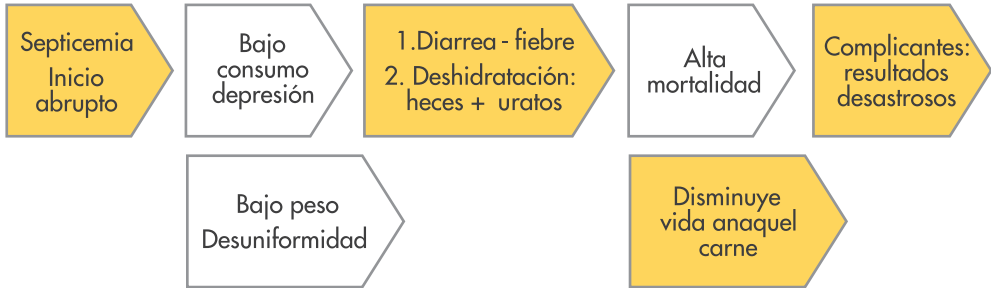 Septicemia
Inicio
abrupto
Bajo
consumo
depresión
1.Diarrea - fiebre
2. Deshidratación:
heces + uratos
Alta
mortalidad
Complicantes:
resultados
desastrosos
Bajo peso
Desuniformidad
Disminuye
vida anaquel
carne